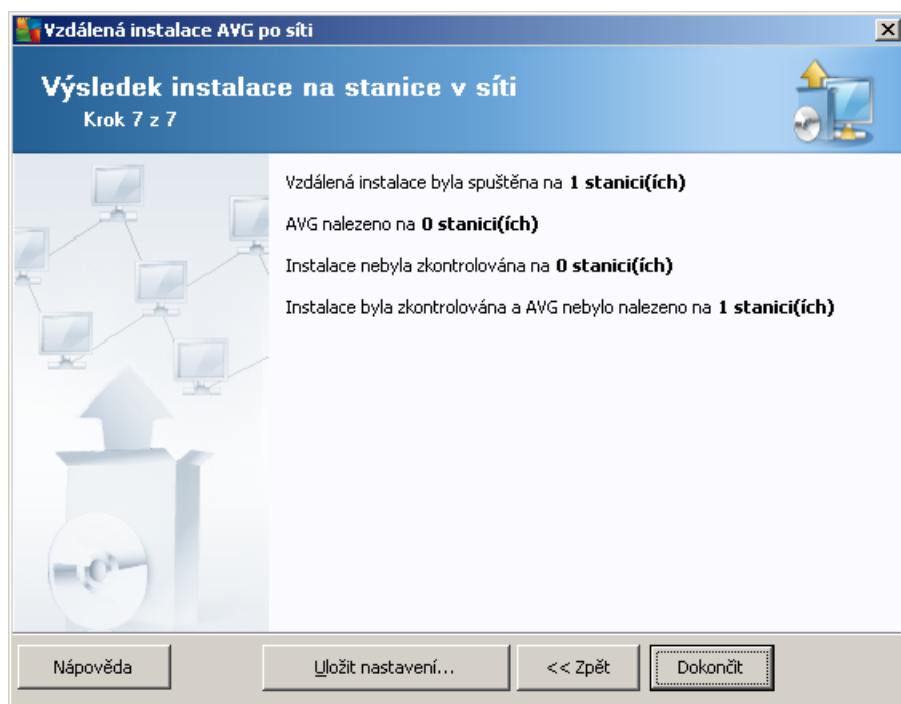 Vzdálená instalace AVG po síti
Výsledek instalace na stanice v síti
Krok 7 z 7
Vzdálená instalace byla spuštěna na 1 stanici(ích)
AVG nalezeno na 0 stanici(ích)
Instalace nebyla zkontrolována na 0 stanici(ích)
Instalace byla zkontrolována a AVG nebylo nalezeno na 1 stanici(ích)
Nápověda
Uložit nastavení...
<< Zpět
Dokončit